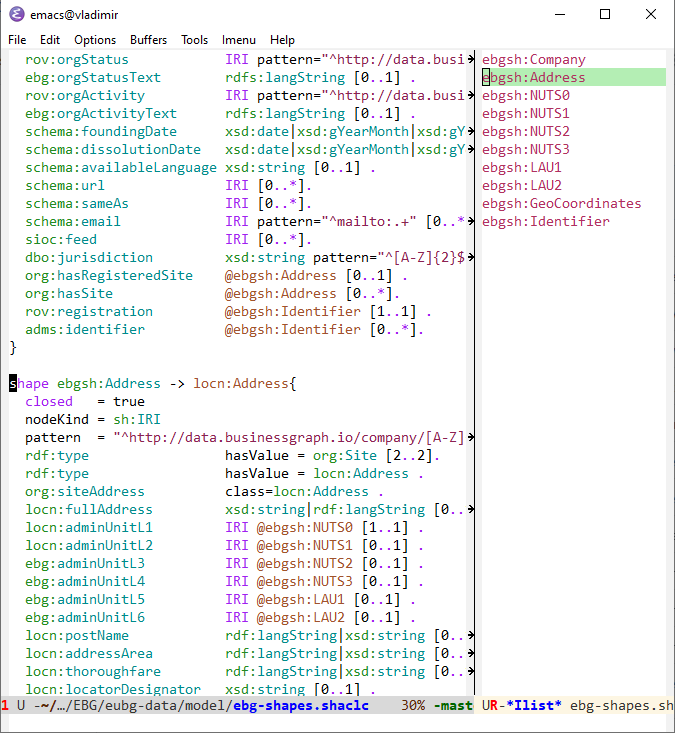 emacs@vladimir
File Edit Options Buffers Tools Imenu Help
rov:orgStatus IRI pattern="^http://data.busi
ebg:orgStatusText rdfs:langString [0..1] .
rov:orgActivity IRI pattern="^http://data.busi
ebg:orgActivityText rdfs:langString [0..1] .
schema:foundingDate xsd:date|xsd:gYearMonth|xsd:gY
schema:dissolutionDate xsd:date|xsd:gYearMonth|xsd:gY
schema:availableLanguage xsd:string [0..1] .
schema:url IRI [0..*].
schema:sameAs IRI [0..*].
schema:email IRI pattern="^mailto:.+" [0..*
sioc:feed IRI [0..*].
dbo:jurisdiction xsd:string pattern="^[A-Z]{2}$
org:hasRegisteredSite @ebgsh:Address [0..1] .
org:hasSite @ebgsh:Address [0..*].
rov:registration @ebgsh:Identifier [1..1] .
adms:identifier @ebgsh:Identifier [0..*].
}
shape ebgsh:Address -> locn:Address{
closed = true
nodeKind = sh:IRI
pattern = "^http://data.businessgraph.io/company/[A-Z]
rdf:type hasValue = org:Site [2..2].
rdf:type hasValue = locn:Address .
org:siteAddress class=locn:Address .
locn:fullAddress xsd:string|rdf:langString [0..
locn:adminUnitL1 IRI @ebgsh:NUTS0 [1..1] .
locn:adminUnitL2 IRI @ebgsh:NUTS1 [0..1] .
ebg:adminUnitL3 IRI @ebgsh:NUTS2 [0..1] .
ebg:adminUnitL4 IRI @ebgsh:NUTS3 [0..1] .
ebg:adminUnitL5 IRI @ebgsh:LAU1 [0..1] .
ebg:adminUnitL6 IRI @ebgsh:LAU2 [0..1] .
locn:postName rdf:langString|xsd:string [0..
locn:addressArea rdf:langString|xsd:string [0..
locn:thoroughfare rdf:langString|xsd:string [0..
locn:locatorDesignator xsd:string [0..1] .
1 U -~/…/EBG/eubg-data/model/ebg-shapes.shaclc 30% -mast
ebgsh:Company
ebgsh:Address
ebgsh:NUTS0
ebgsh:NUTS1
ebgsh:NUTS2
ebgsh:NUTS3
ebgsh:LAU1
ebgsh:LAU2
ebgsh:GeoCoordinates
ebgsh:Identifier
UR-*Ilist* ebg-shapes.sh